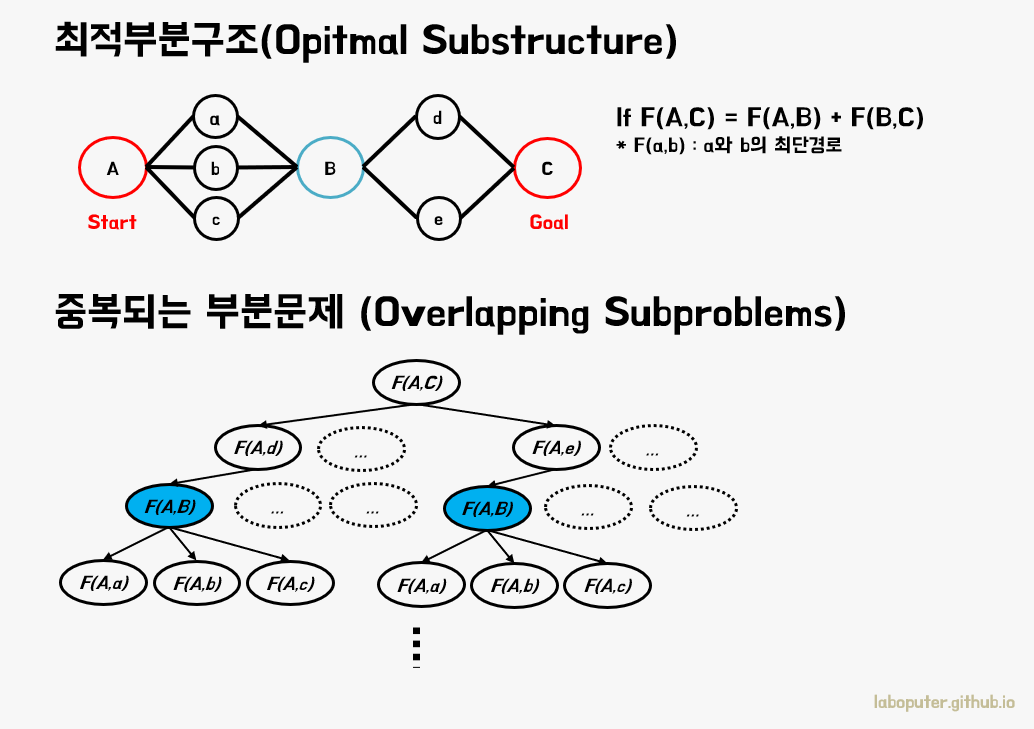 최적부분구조(Opitmal Substructure)
a
d
If F(A,C) = F(A,B) + F(B,C)
* F(a,b) : a와 b의 최단경로
A
b
B
C
c
e
Start
Goal
중복되는 부분문제 (Overlapping Subproblems)
F(A,C)
F(A,d) ... F(A,e) ...
F(A,B) ... ... F(A,B) ... ...
F(A,a) F(A,b) F(A,c) F(A,a) F(A,b) F(A,c)
laboputer.github.io